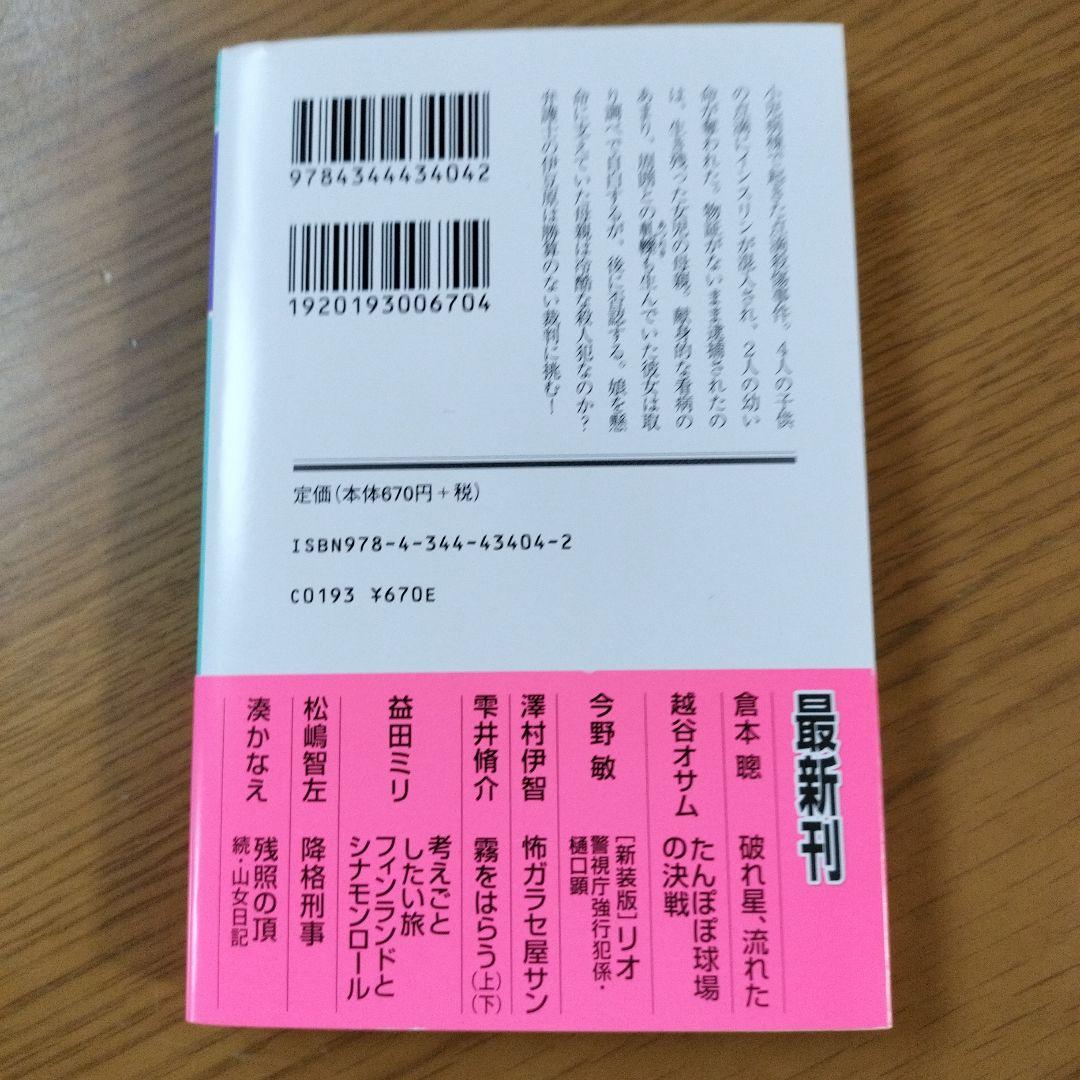 9784344434042
1920193006704
小児病棟で起きた点滴殺傷事件。4人の子供
の点滴にインスリンが混入され、2人の幼い
命が奪われた。物証がないまま逮捕されたの
は、生き残った女児の母親。献身的な看病の
あまり、周囲との軋轢も生んでいた彼女は取
り調べで自白するが、後に否認する。娘を懸
命に支えていた母親は冷酷な殺人犯なのか?
弁護士の伊豆原は勝算のない裁判に挑む!
あつれき
定価(本体670円+税)
ISBN978-4-344-43404-2
C0193 ¥670E
最新刊
倉本 聰 破れ星、流れた
越谷オサム たんぽぽ球場
の決戦
今野 敏 [新装版]リオ
警視庁強行犯係・
樋口顕
澤村伊智 怖ガラセ屋サン
雫井脩介 霧をはらう(上)(下)
益田ミリ 考えごと
したい旅
フィンランドと
シナモンロール
松嶋智左 降格刑事
湊かなえ 残照の頂
続・山女日記